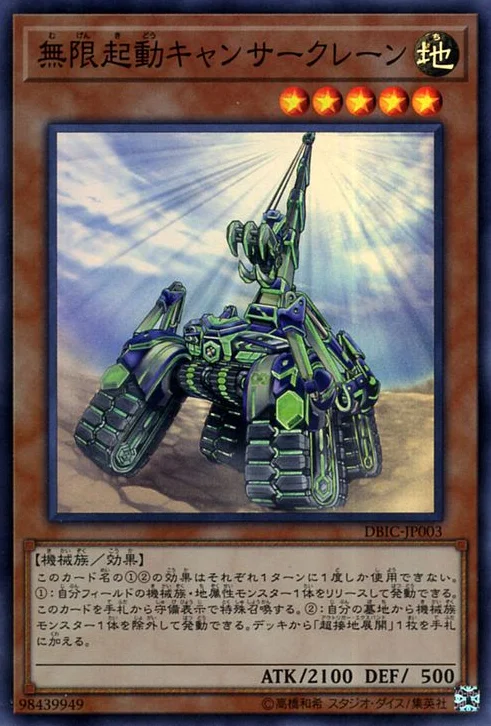 無限起動キャンサークレーン
地
DBIC-JP003
【機械族／効果】
このカード名の①②の効果はそれぞれ１ターンに１度しか使用できない。
①：自分フィールドの機械族・地属性モンスター１体をリリースして発動できる。
このカードを手札から守備表示で特殊召喚する。②：自分の墓地から機械族
モンスター１体を除外して発動できる。デッキから「超接地展開」１枚を手札
に加える。
ATK/2100 DEF/ 500
98439949 ©高橋和希 スタジオ・ダイス/集英社